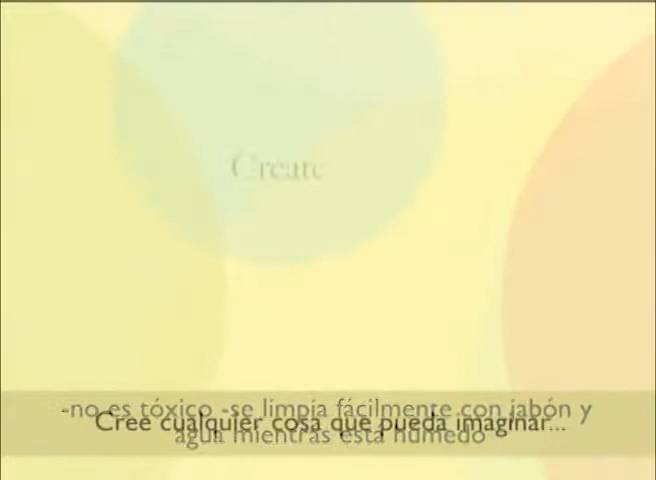 Create
-no es tóxico -se limpia fácilmente con jabón y
Cree cualquier cosa que pueda imaginar...
agua mientras está húmedo